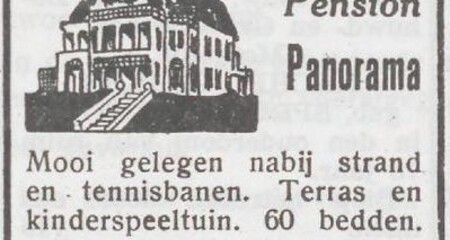 Pension
Panorama
Mooi gelegen nabij strand
en tennisbanen. Terras en
kinderspeeltuin. 60 bedden.